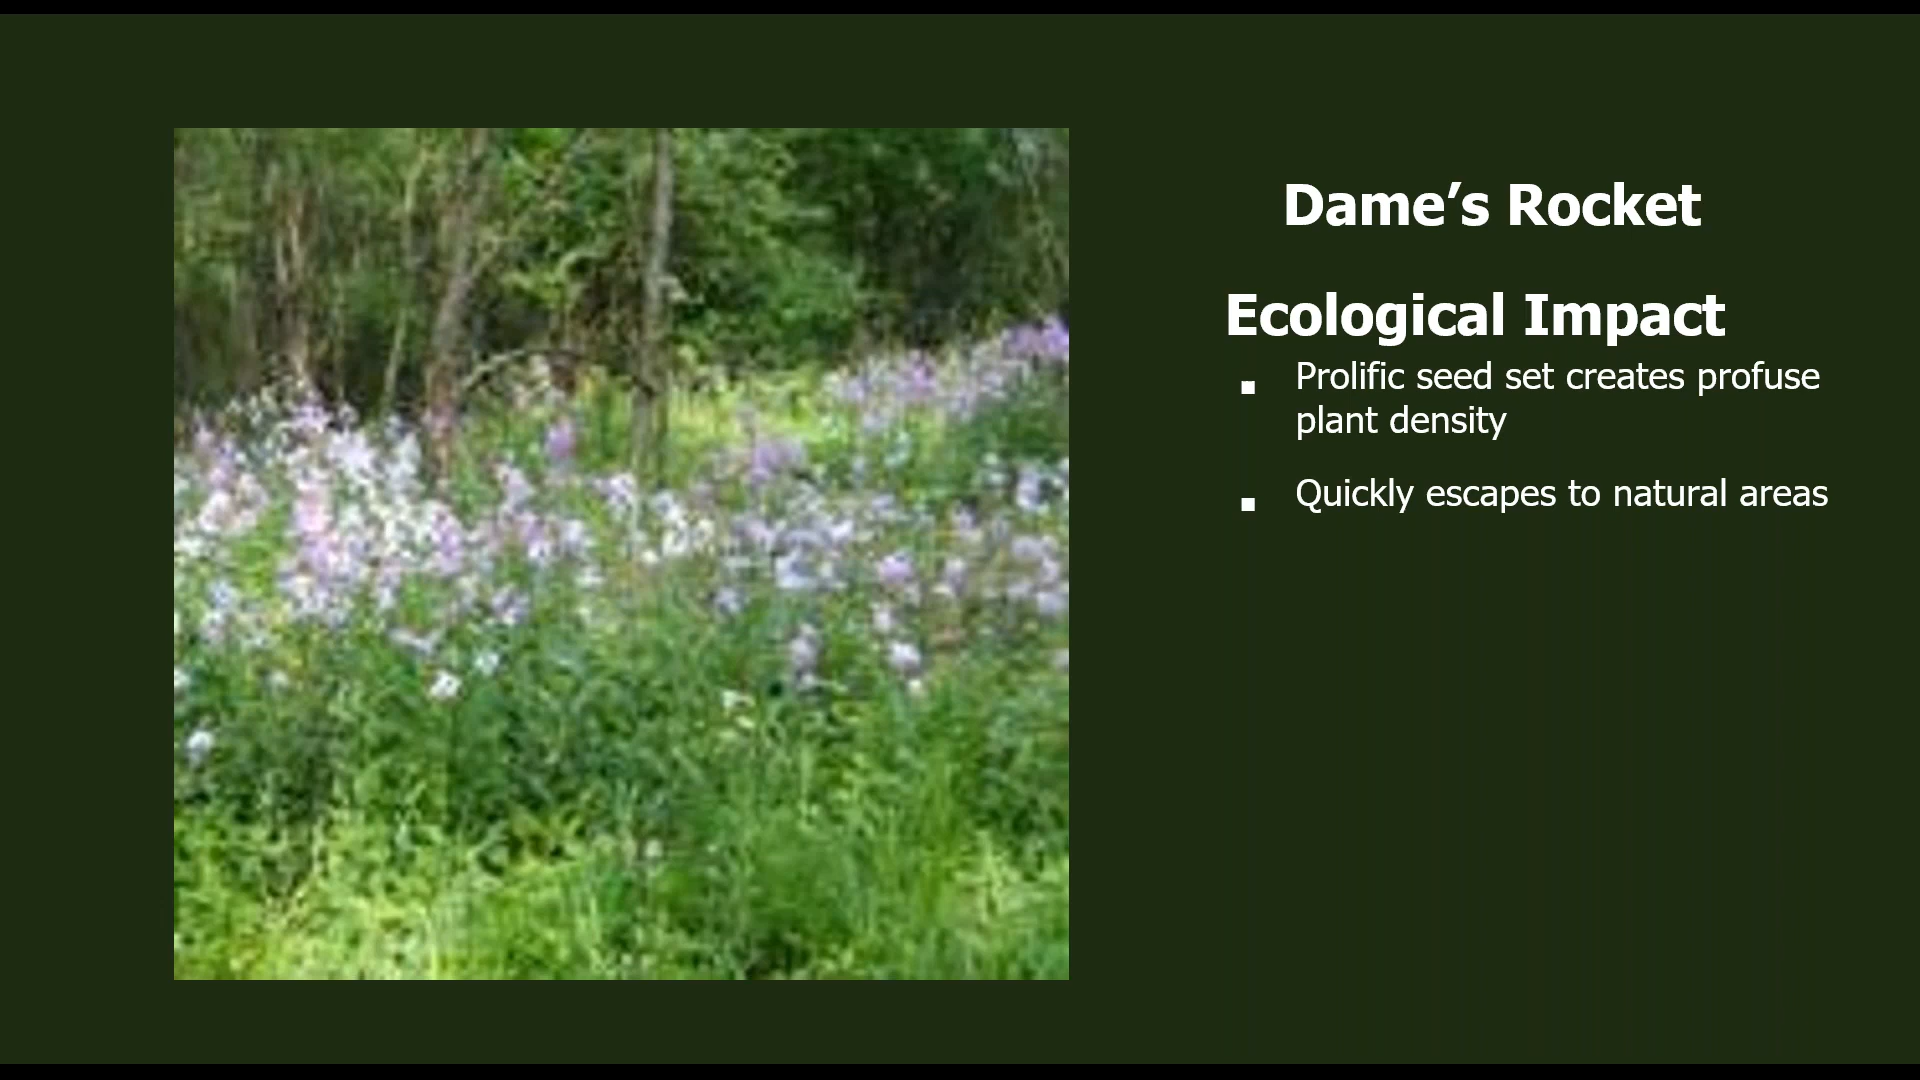 Dame’s Rocket
Ecological Impact
▪ Prolific seed set creates profuse
plant density
▪ Quickly escapes to natural areas